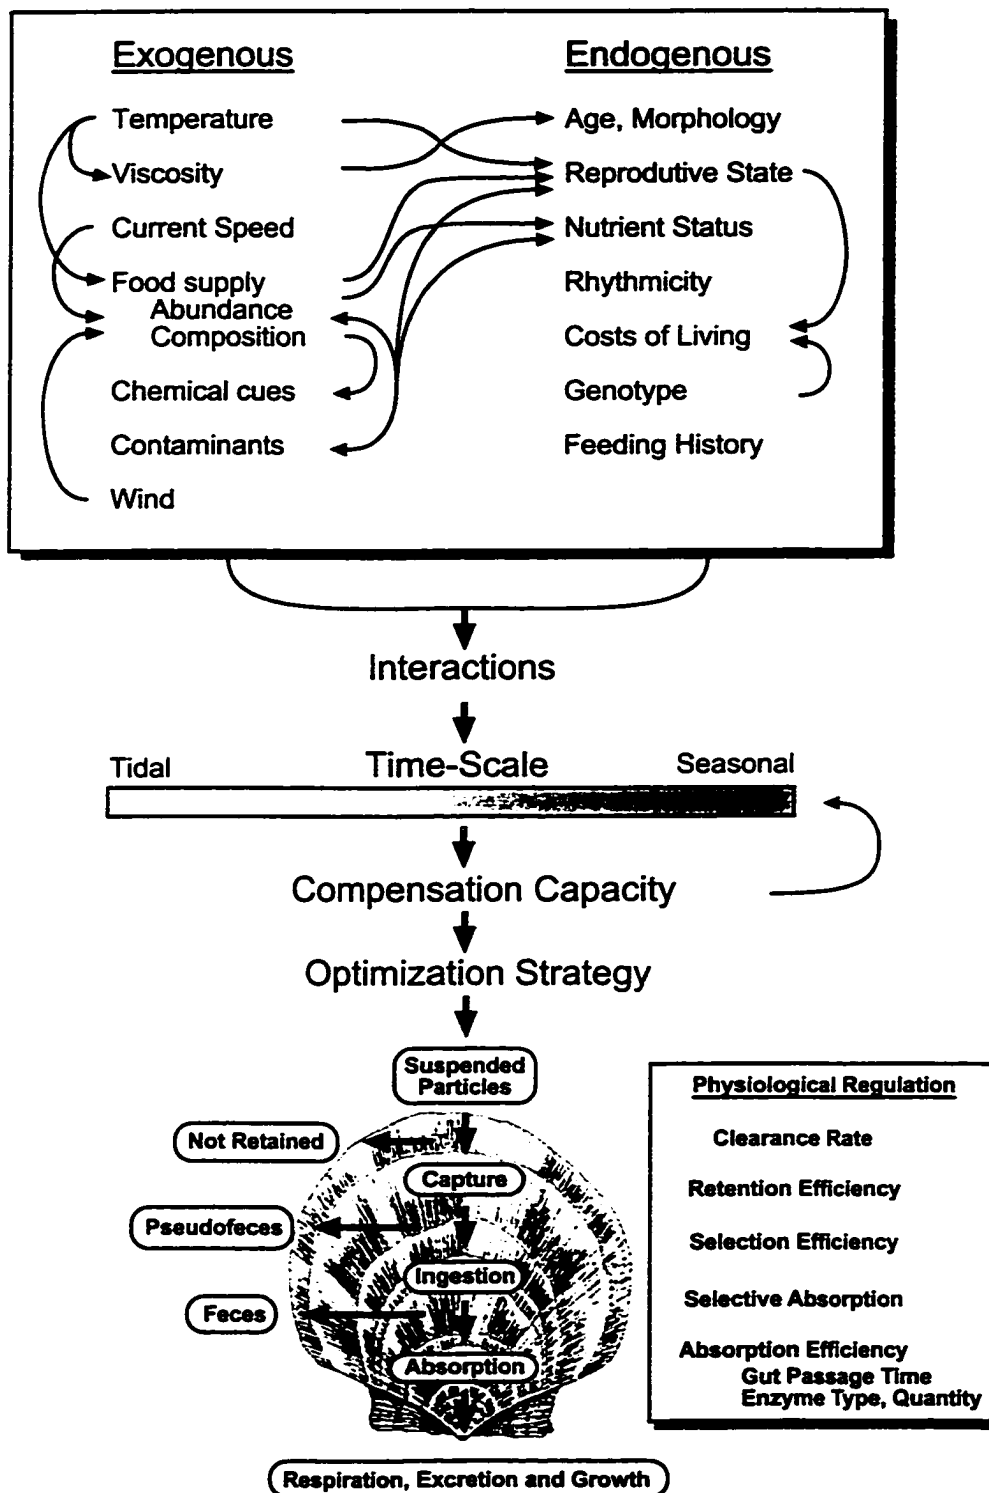 Exogenous
Temperature
Viscosity
Current Speed
Food supply
Abundance
Composition
Chemical cues
Contaminants
Wind
Endogenous
Age, Morphology
Reprodutive State
Nutrient Status
Rhythmicity
Costs of Living
Genotype
Feeding History
Interactions
Tidal
Time-Scale
Seasonal
Compensation Capacity
Optimization Strategy
Suspended
Particles
Not Retained
Capture
Pseudofeces
Ingestion
Feces
Absorption
Respiration, Excretion and Growth
Physiological Regulation
Clearance Rate
Retention Efficiency
Selection Efficiency
Selective Absorption
Absorption Efficiency
Gut Passage Time
Enzyme Type, Quantity